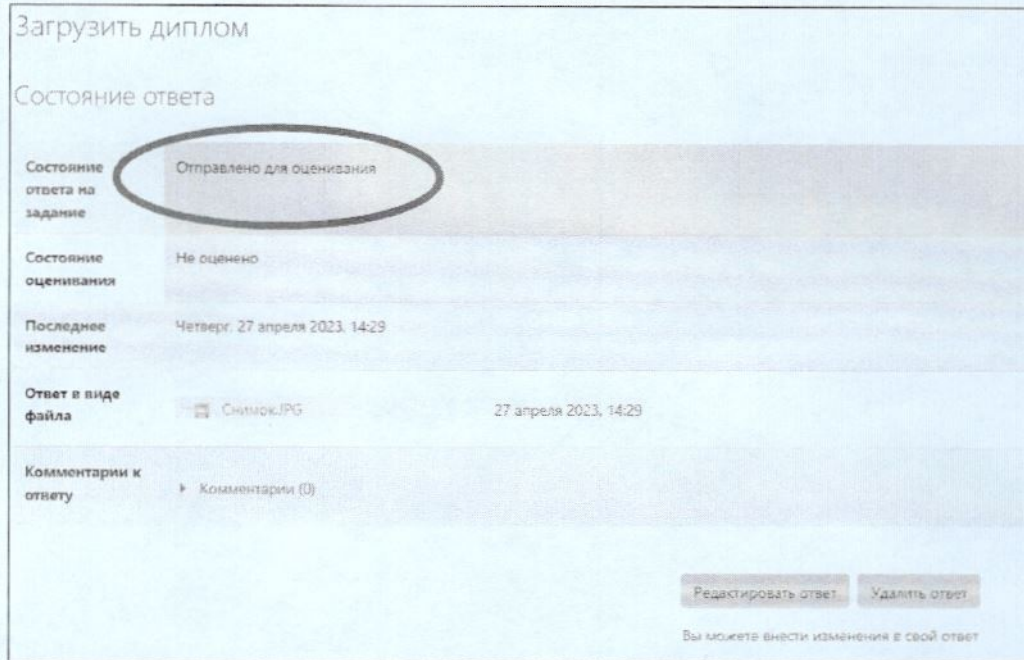 Загрузить диплом
Состояние ответа
Состояние
ответа на
задание
Отправлено для оценивания
Состояние
оценивания
Не оценено
Последнее
изменение
Четверг, 27 апреля 2023, 14:29
Ответ в виде
файла
Снимок.JPG 27 апреля 2023, 14:29
Комментарии к
ответу
Комментарии (0)
Редактировать ответ Удалить ответ
Вы можете внести изменения в свой ответ